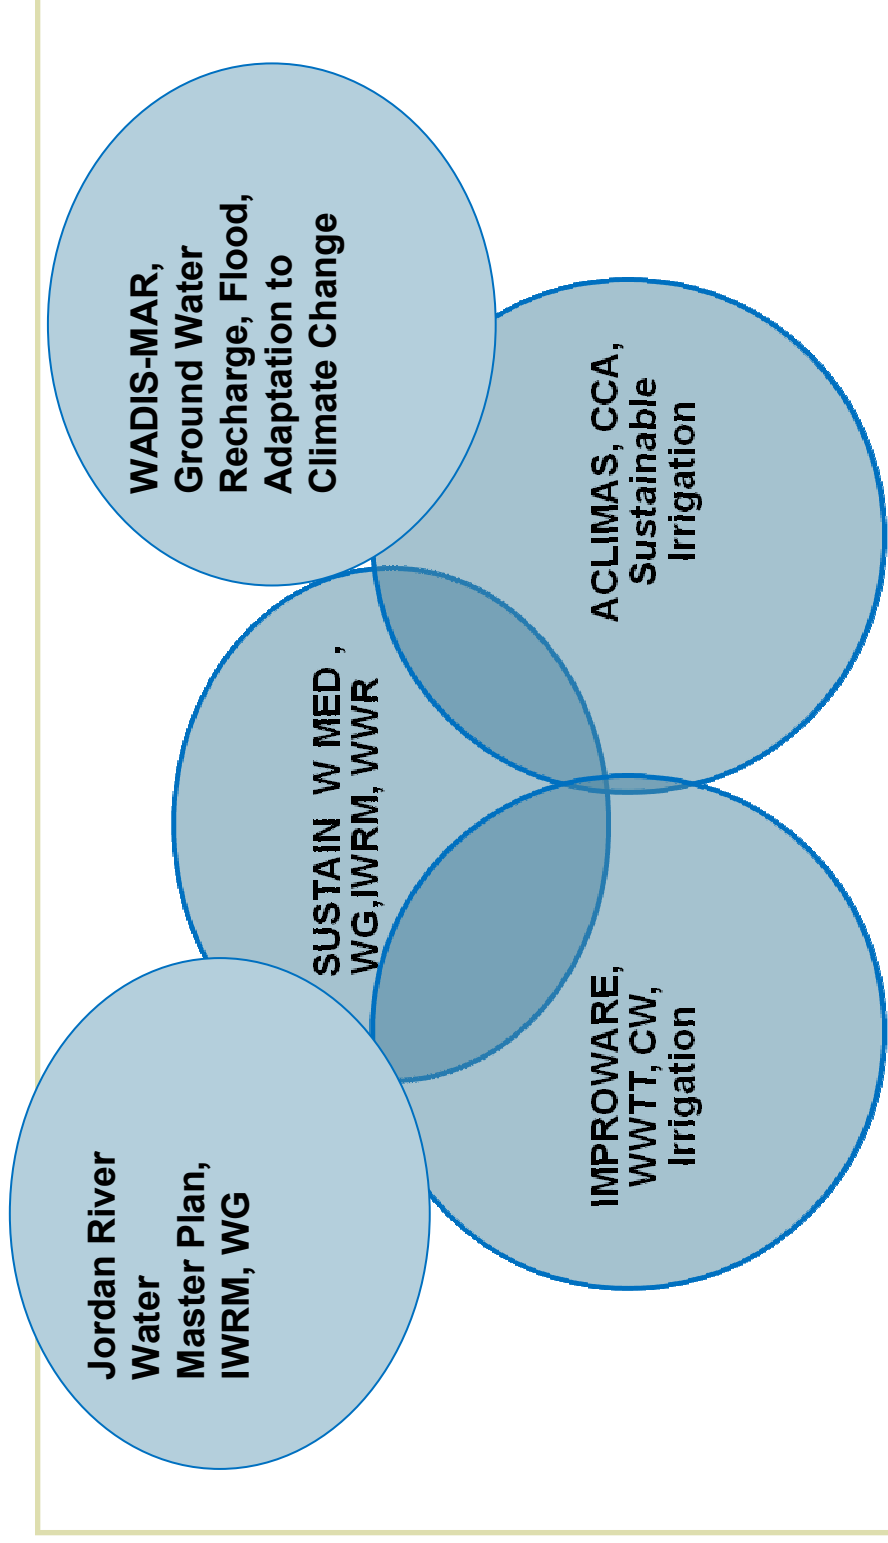 Jordan River
Water
Master Plan,
IWRM, WG
WADIS-MAR,
Ground Water
Recharge, Flood,
Adaptation to
Climate Change
SUSTAIN W MED ,
WG,IWRM, WWR
IMPROWARE,
WWTT, CW,
Irrigation
ACLIMAS, CCA,
Sustainable
Irrigation